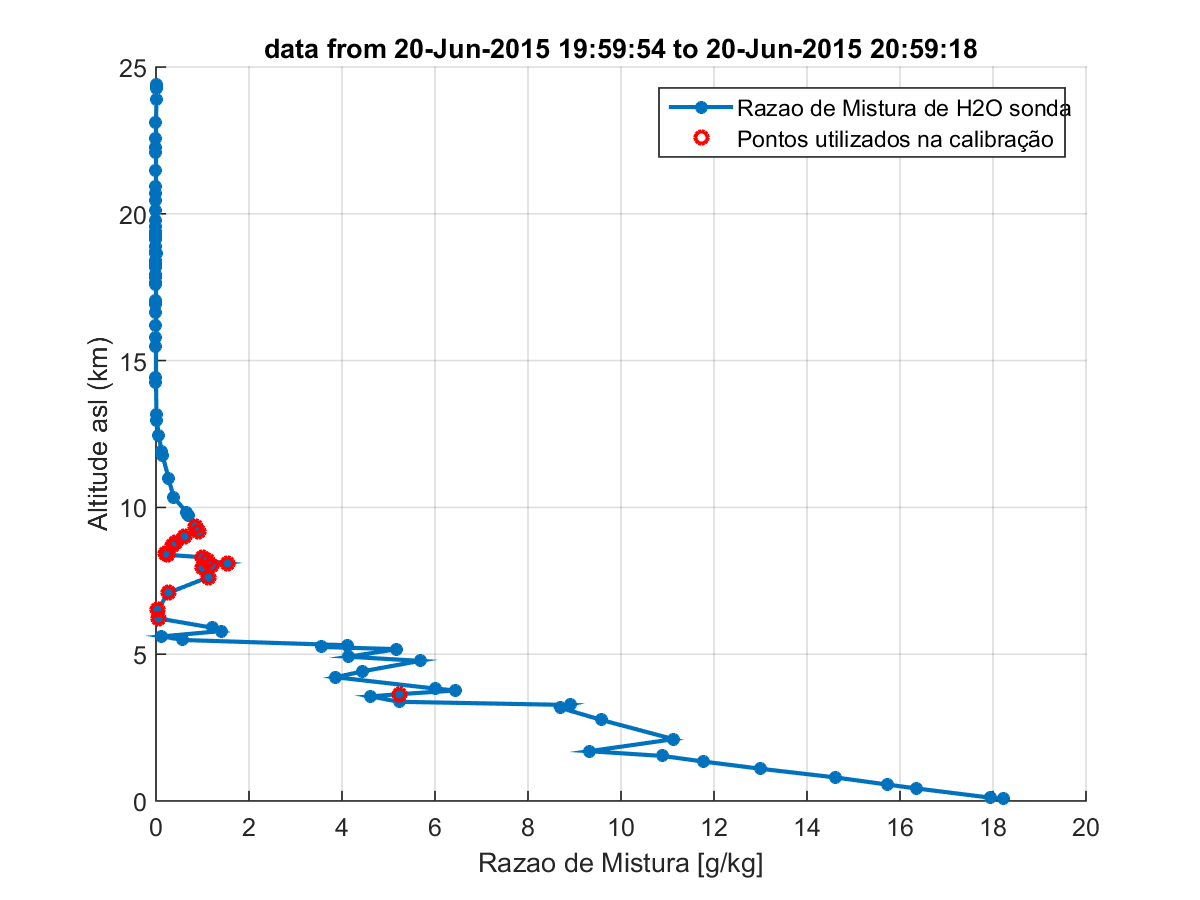 data from 20-Jun-2015 19:59:54 to 20-Jun-2015 20:59:18
Razao de Mistura de H2O sonda
Pontos utilizados na calibração
25
20
15
10
5
0
Altitude asl (km)
0 2 4 6 8 10 12 14 16 18 20
Razao de Mistura [g/kg]